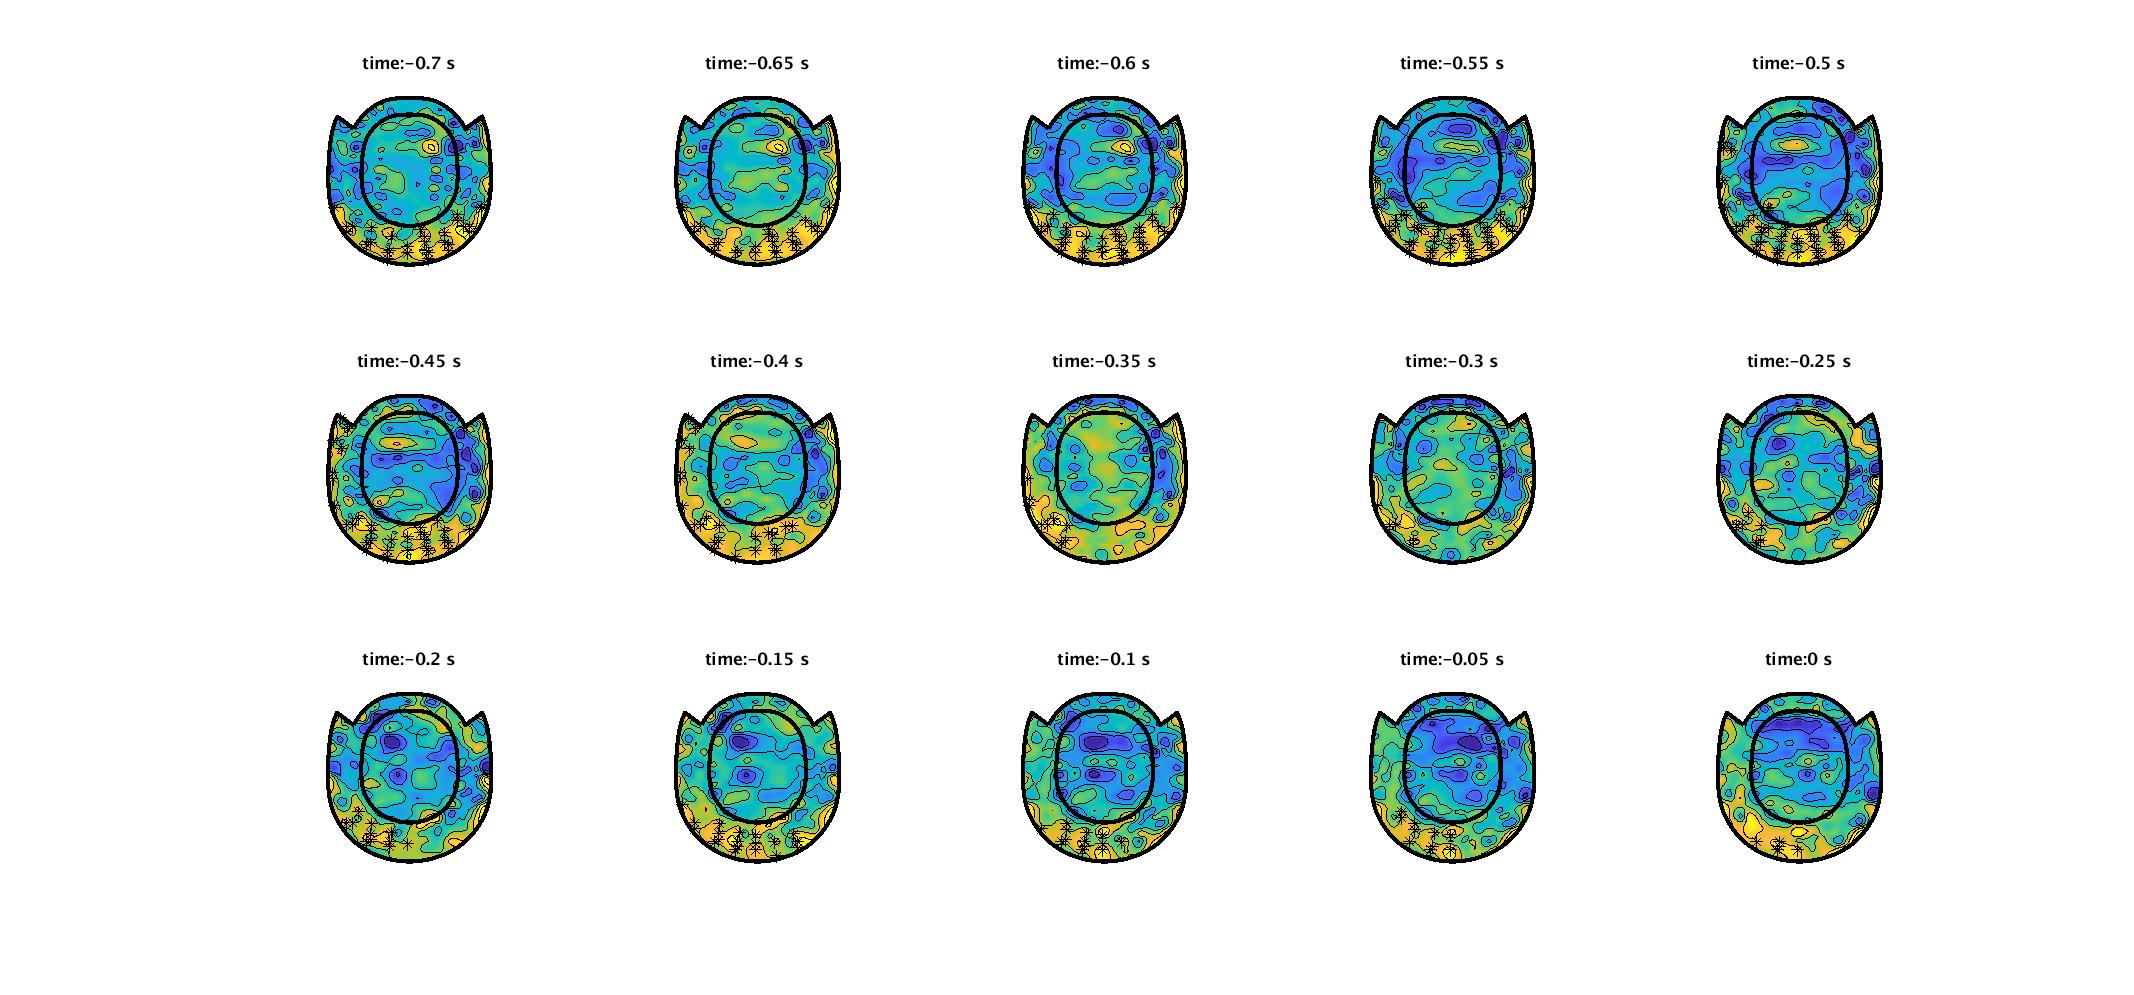 time:-0.7 s
time:-0.65 s
time:-0.6 s
time:-0.55 s
time:-0.5 s
time:-0.45 s
time:-0.4 s
time:-0.35 s
time:-0.3 s
time:-0.25 s
time:-0.2 s
time:-0.15 s
time:-0.1 s
time:-0.05 s
time:0 s